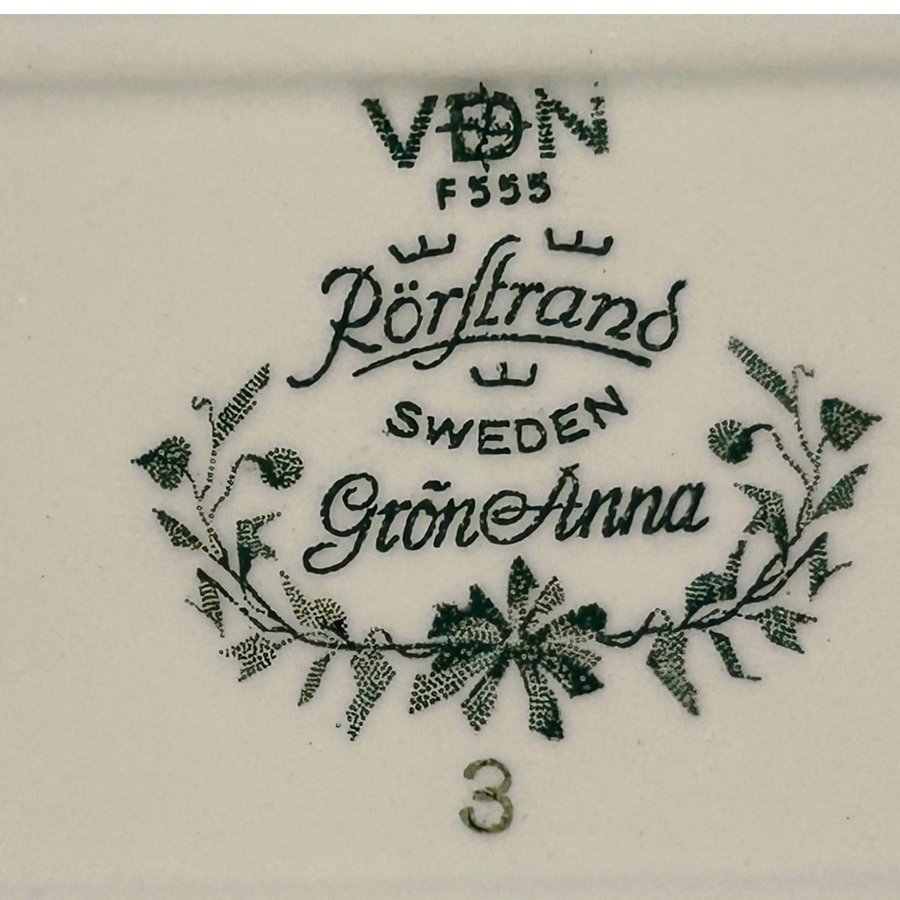 VDN
F555
Rörstrand
SWEDEN
Grön Anna
3